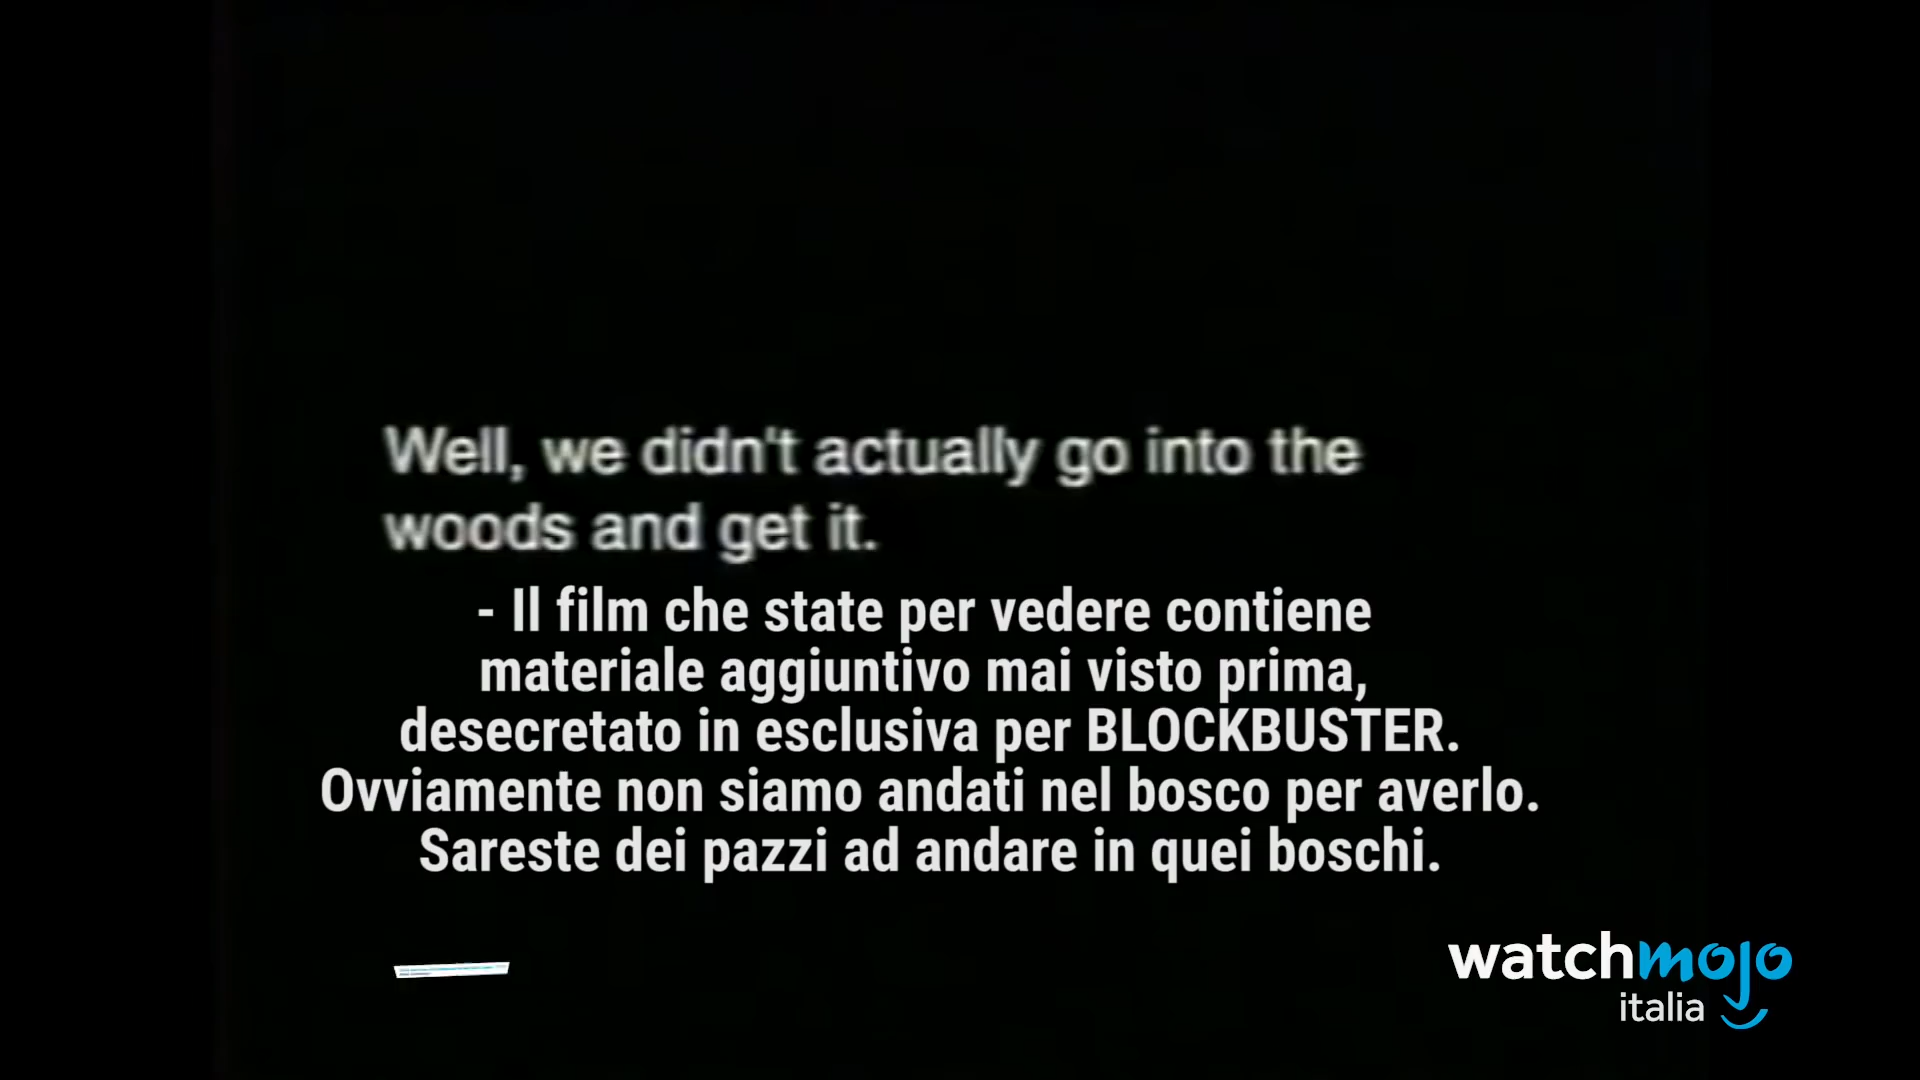 Well, we didn't actually go into the
woods and get it.
- Il film che state per vedere contiene
materiale aggiuntivo mai visto prima,
desecretato in esclusiva per BLOCKBUSTER.
Ovviamente non siamo andati nel bosco per averlo.
Sareste dei pazzi ad andare in quei boschi.
watchmojo
italia